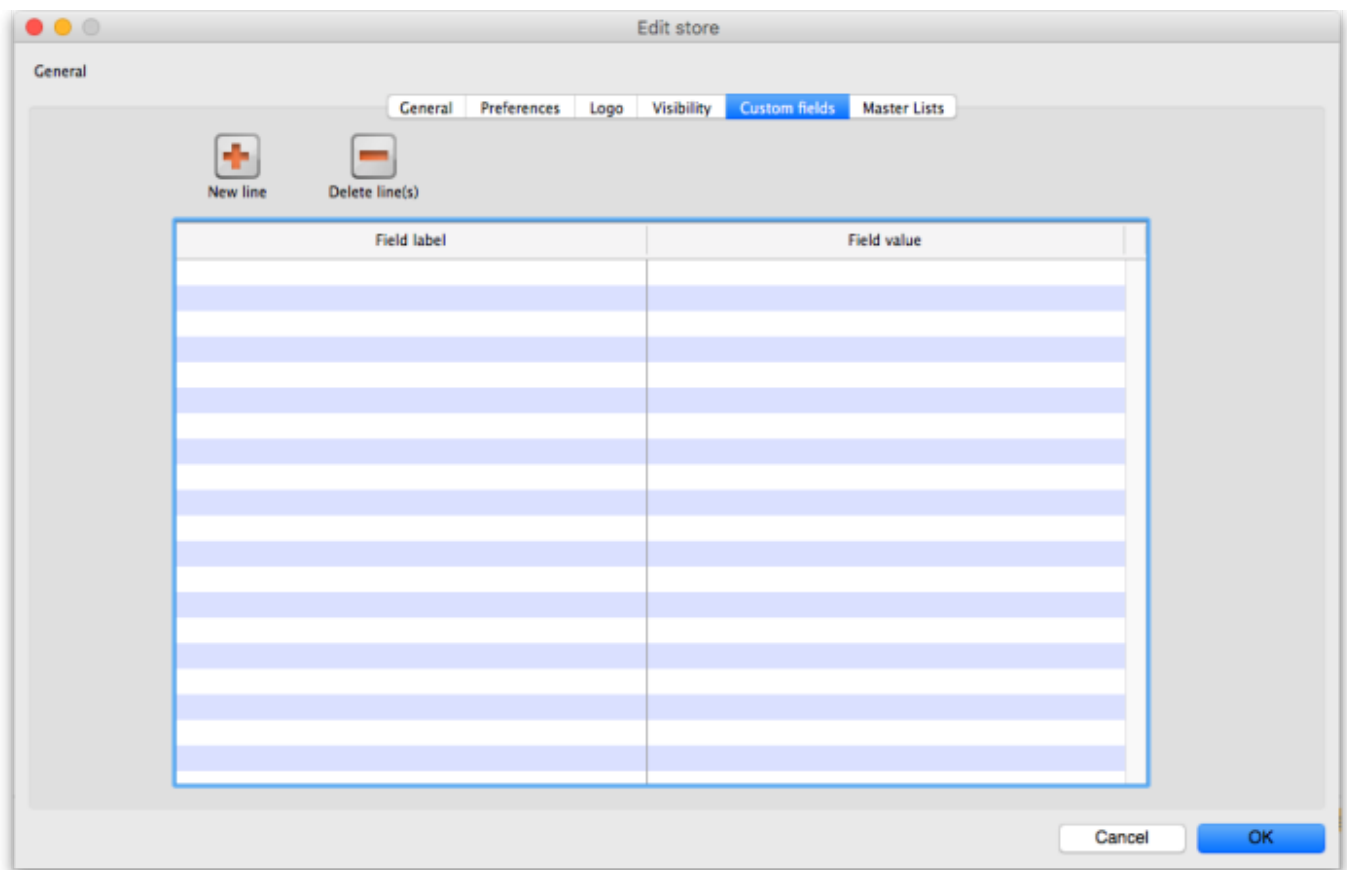 Edit store
General
General Preferences Logo Visibility Custom fields Master Lists
New line Delete line(s)
Field label Field value
Cancel OK